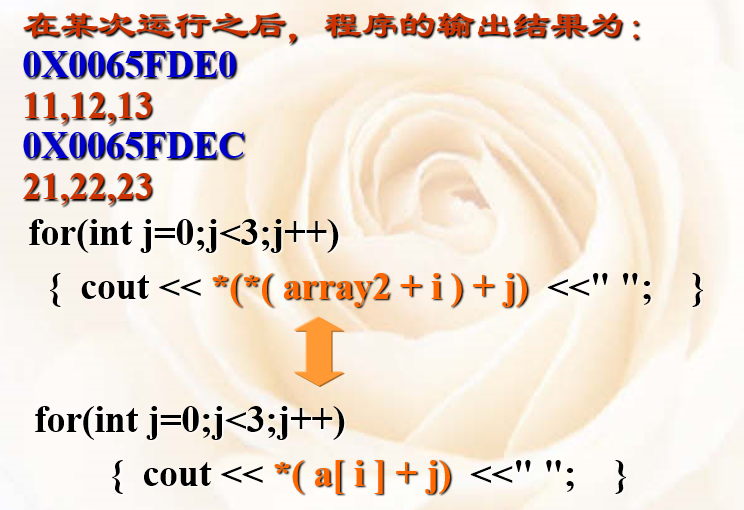 在某次运行之后，程序的输出结果为：
0X0065FDE0
11,12,13
0X0065FDEC
21,22,23
for(int j=0;j<3;j++)
{ cout << *(*( array2 + i ) + j) <<" "; }
for(int j=0;j<3;j++)
{ cout << *( a[ i ] + j) <<" "; }